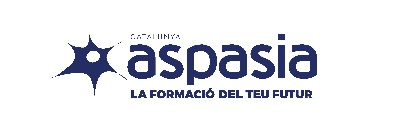 CATALUNYA
aspasia
LA FORMACIÓ DEL TEU FUTUR